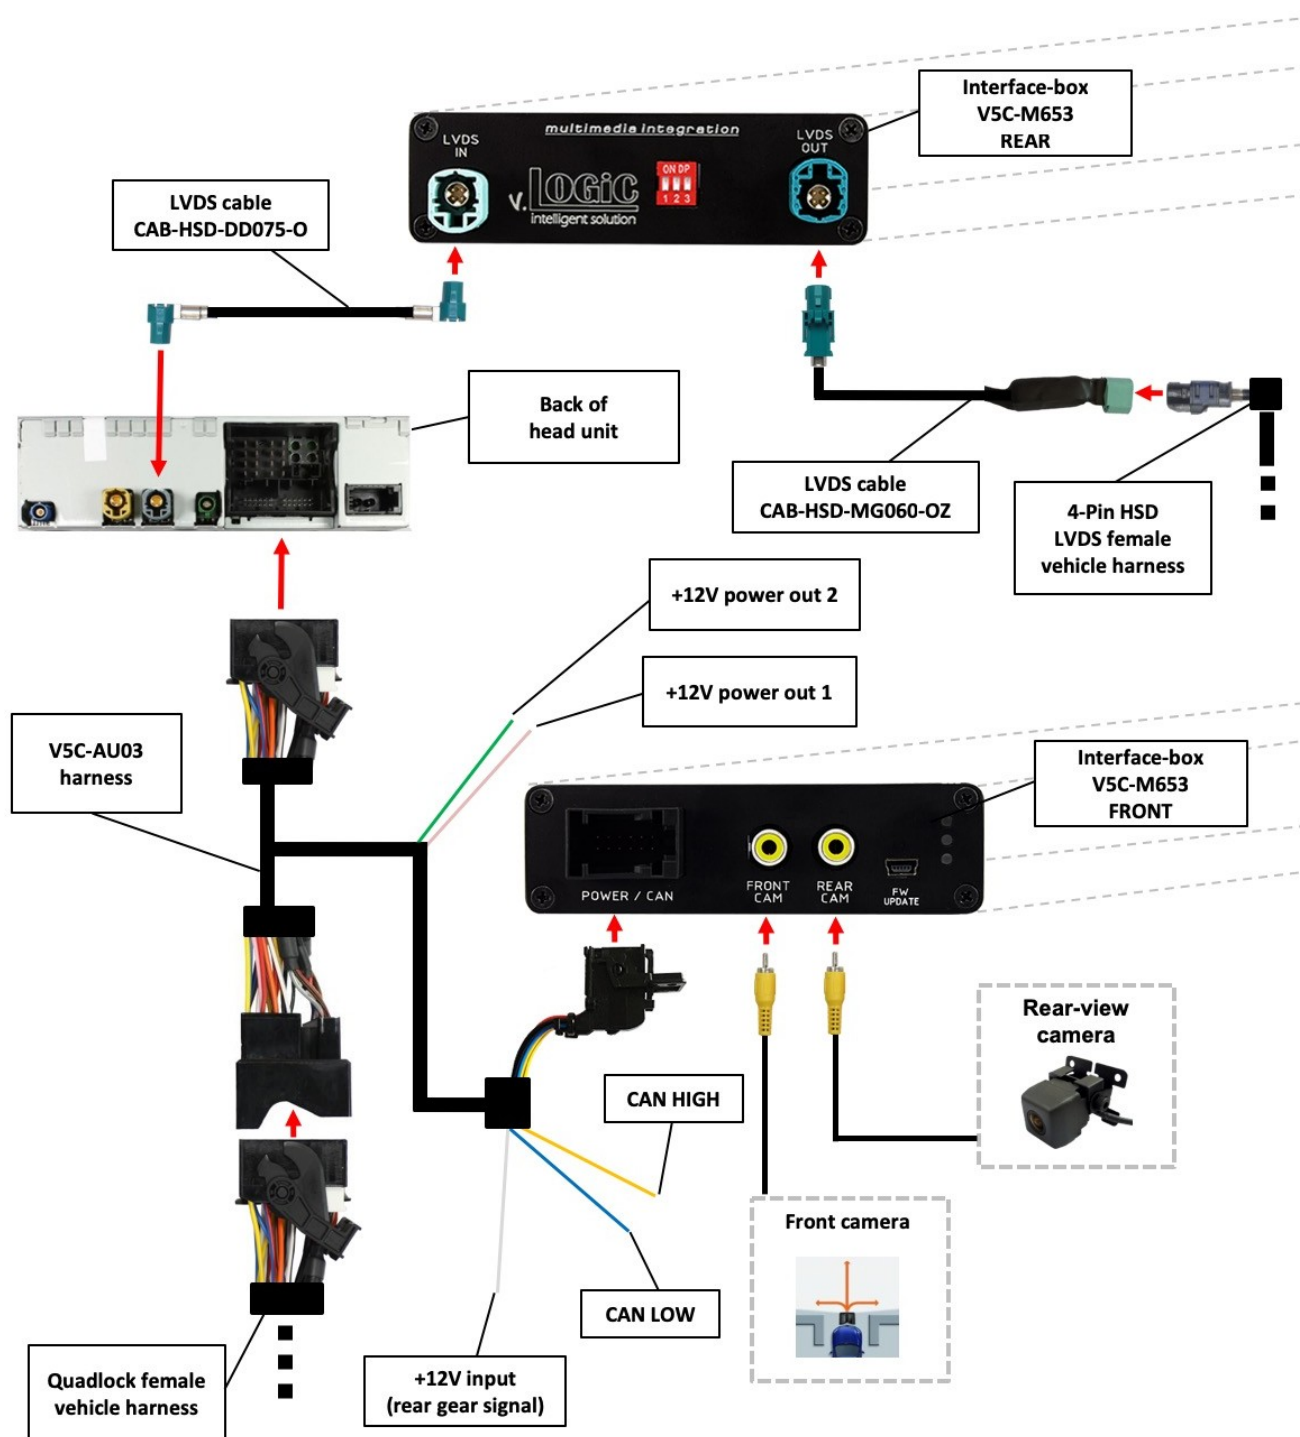 Interface-box
V5C-M653
REAR
multimedia integration
LVDS
IN
LVDS
OUT
ON DP
1 2 3
v.LOGiC
intelligent solution
LVDS cable
CAB-HSD-DD075-O
Back of
head unit
LVDS cable
CAB-HSD-MG060-OZ
4-Pin HSD
LVDS female
vehicle harness
+12V power out 2
+12V power out 1
V5C-AU03
harness
Interface-box
V5C-M653
FRONT
POWER / CAN
FRONT
CAM
REAR
CAM
FW
UPDATE
Rear-view
camera
CAN HIGH
Front camera
CAN LOW
+12V input
(rear gear signal)
Quadlock female
vehicle harness